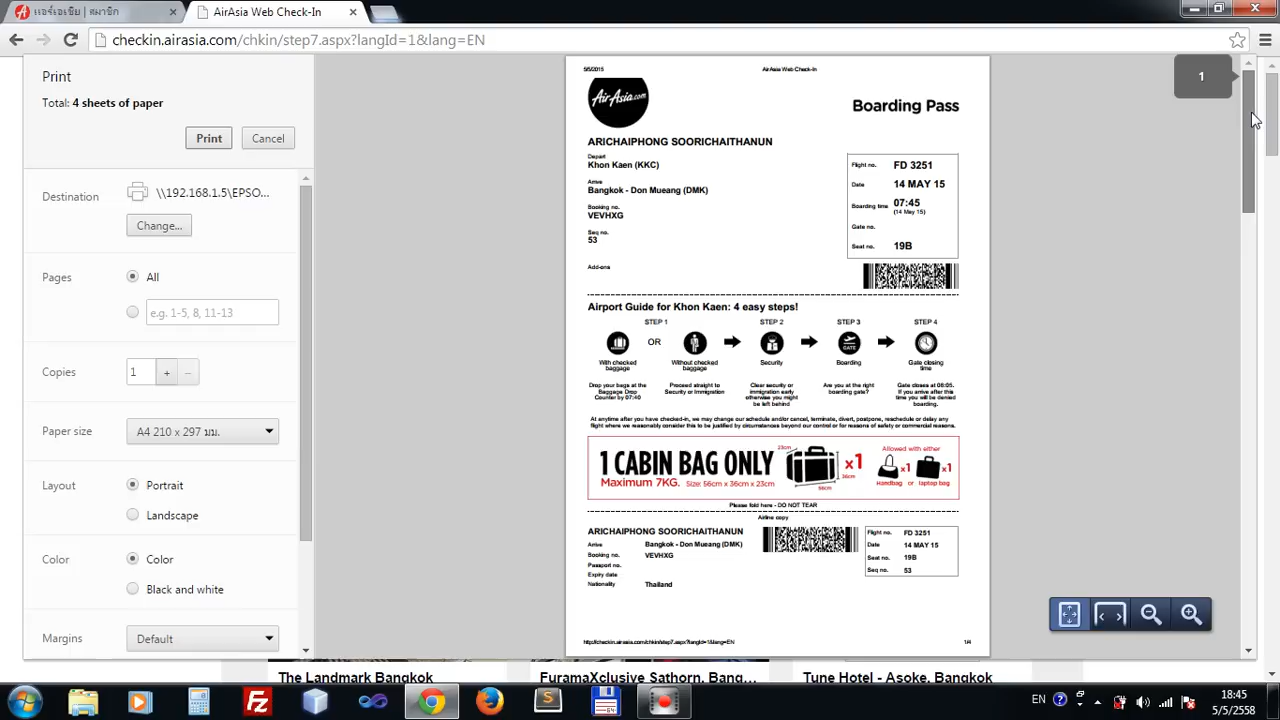 แอร์เอเชีย | สมาชิก
AirAsia Web Check-In
checkin.airasia.com/chkin/step7.aspx?langId=1&lang=EN
Print
Total: 4 sheets of paper
Print
Cancel
Destination
\\192.168.1.5\EPSO...
Change...
Pages
All
e.g. 1-5, 8, 11-13
Copies
1
8.27 x 11.7 in
Layout
Portrait
Landscape
Color
Color
Black and white
Margins
Default
1
5/5/2015
AirAsia Web Check-In
AirAsia.com
Boarding Pass
ARICHAIPHONG SOORICHAITHANUN
Depart
Khon Kaen (KKC)
Arrive
Bangkok - Don Mueang (DMK)
Booking no.
VEVHXG
Seq no.
53
Add-ons
Flight no. FD 3251
Date 14 MAY 15
Boarding time 07:45
(14 May 15)
Gate no.
Seat no. 19B
Airport Guide for Khon Kaen: 4 easy steps!
STEP 1 STEP 2 STEP 3 STEP 4
OR
GATE
With checked baggage
Without checked baggage
Security
Boarding
Gate closing time
Drop your bags at the Baggage Drop Counter by 07:40
Proceed straight to Security or Immigration
Clear security or immigration early otherwise you might be left behind
Are you at the right boarding gate?
Gate closes at 08:05. If you arrive after this time you will be denied boarding.
At anytime after you have checked-in, we may change our schedule and/or cancel, terminate, divert, postpone, reschedule or delay any
flight where we reasonably consider this to be justified by circumstances beyond our control or for reasons of safety or commercial reasons.
1 CABIN BAG ONLY
Maximum 7KG. Size: 56cm x 36cm x 23cm
23cm
36cm
56cm
x1
Allowed with either
x1 x1
Handbag or laptop bag
Please fold here - DO NOT TEAR
Airline copy
ARICHAIPHONG SOORICHAITHANUN
Arrive Bangkok - Don Mueang (DMK)
Booking no. VEVHXG
Passport no.
Expiry date
Nationality Thailand
Flight no. FD 3251
Date 14 MAY 15
Seat no. 19B
Seq no. 53
http://checkin.airasia.com/chkin/step7.aspx?langId=1&lang=EN
1/4
The Landmark Bangkok
FuramaXclusive Sathorn, Bang...
Tune Hotel - Asoke, Bangkok
EN
18:45
5/5/2558